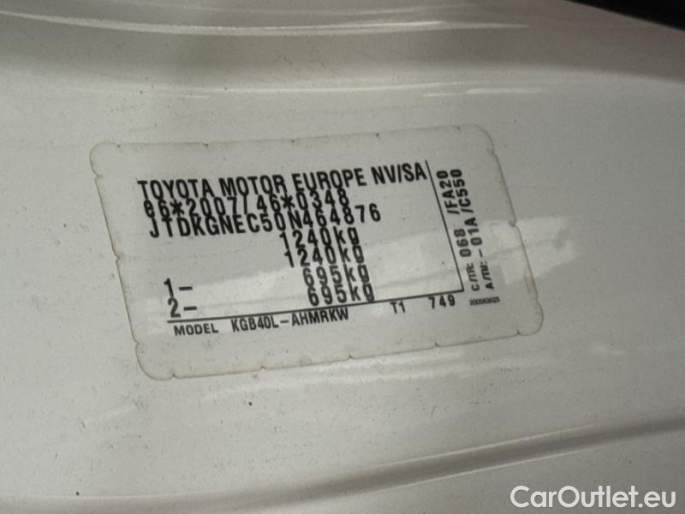 TOYOTA MOTOR EUROPE NV/SA
e6*2007/46*0348
JTDKGNEC50N464876
1240kg
1240kg
1- 695kg
2- 695kg
MODEL KGB40L-AHMRKW T1 749
C/TR: 068 /FA20
A/TM: -01A/C550
CarOutlet.eu